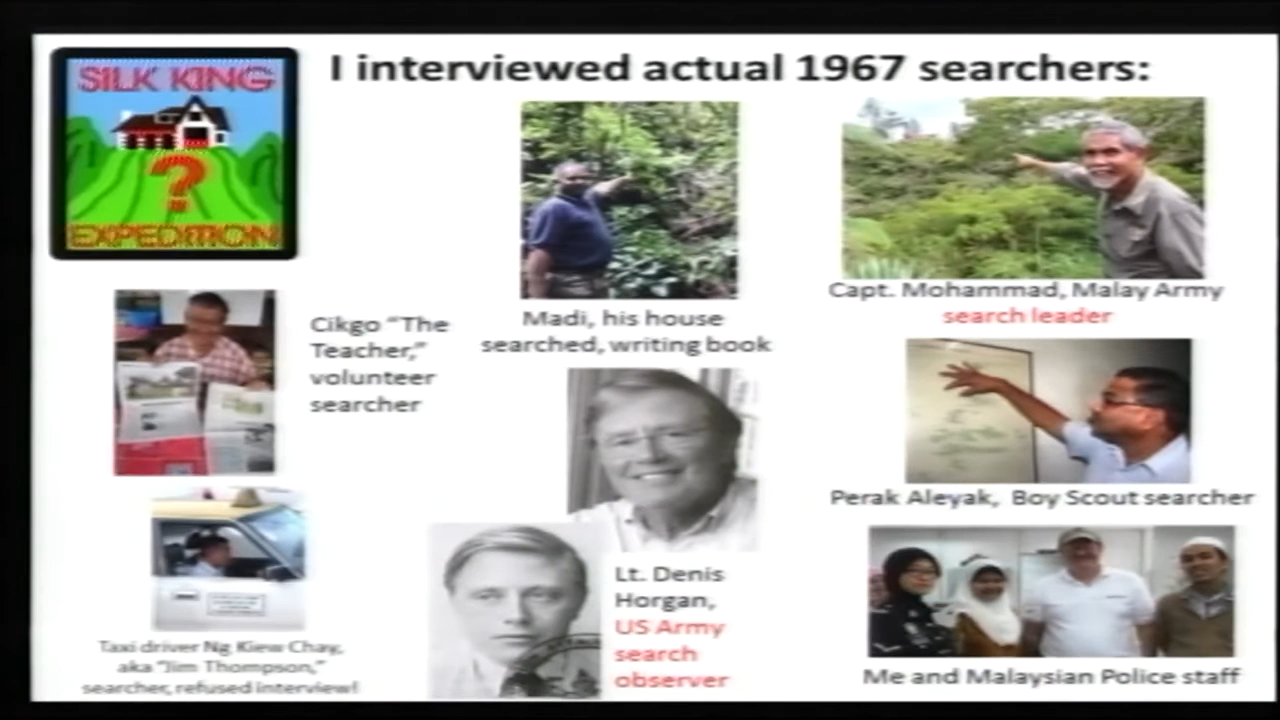 SILK KING
?
EXPEDITION
I interviewed actual 1967 searchers:
Cikgo “The
Teacher,”
volunteer
searcher
Madi, his house
searched, writing book
Capt. Mohammad, Malay Army
search leader
Perak Aleyak, Boy Scout searcher
Taxi driver Ng Kiew Chay,
aka “Jim Thompson,”
searcher, refused interview!
Lt. Denis
Horgan,
US Army
search
observer
Me and Malaysian Police staff